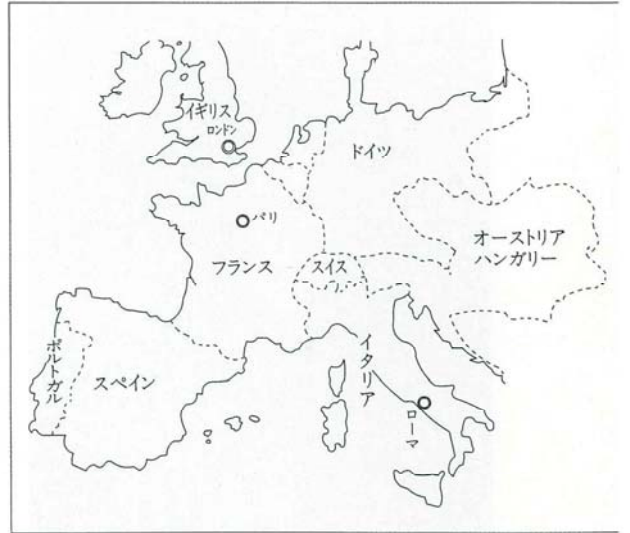 イギリス
ロンドン
ドイツ
パリ
オーストリア
ハンガリー
フランス
スイス
ポルトガル
スペイン
イタリア
ローマ